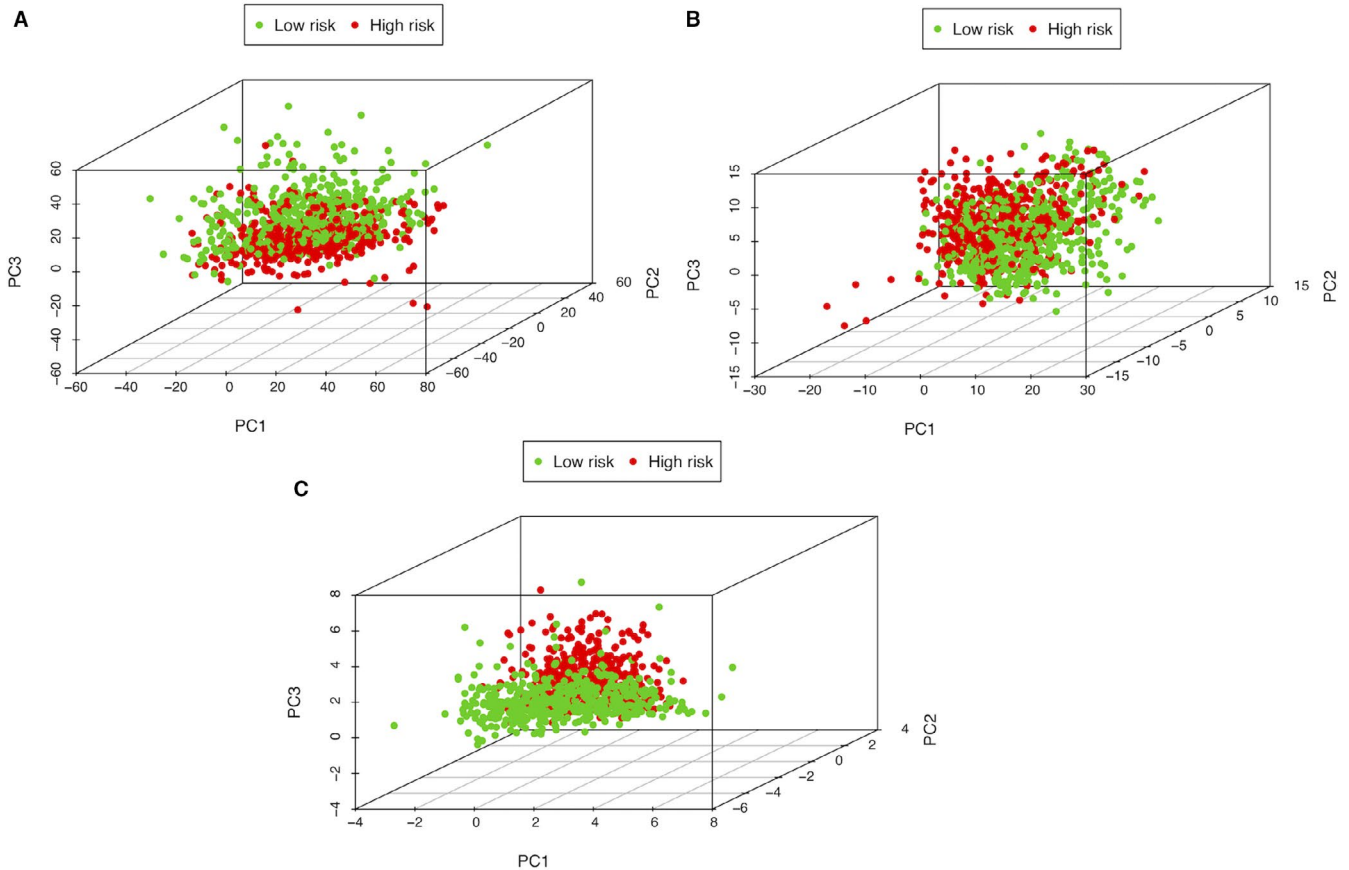 A
Low risk High risk
60
40
20
0
−20
−40
−60
PC3
−60 −40 −20 0 20 40 60 80
PC1
−60
−40
−20
0
20
40
60
PC2
B
Low risk High risk
15
10
5
0
−5
−10
−15
PC3
−30 −20 −10 0 10 20 30
PC1
−15
−10
−5
0
5
10
15
PC2
C
Low risk High risk
8
6
4
2
0
−2
−4
PC3
−4 −2 0 2 4 6 8
PC1
−6
−4
−2
0
2
4
PC2